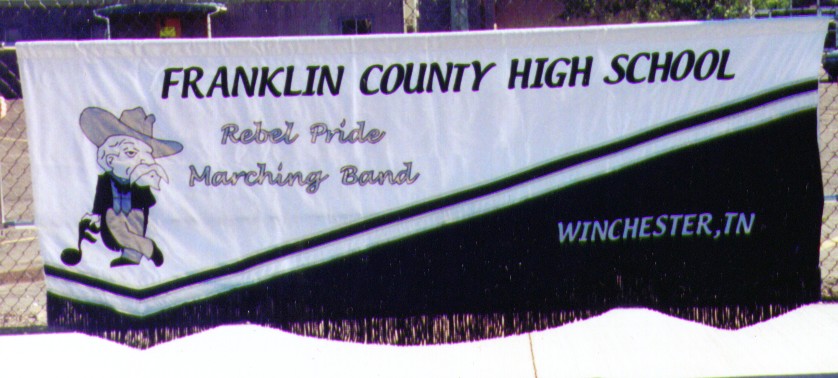 FRANKLIN COUNTY HIGH SCHOOL
Rebel Pride
Marching Band
WINCHESTER, TN